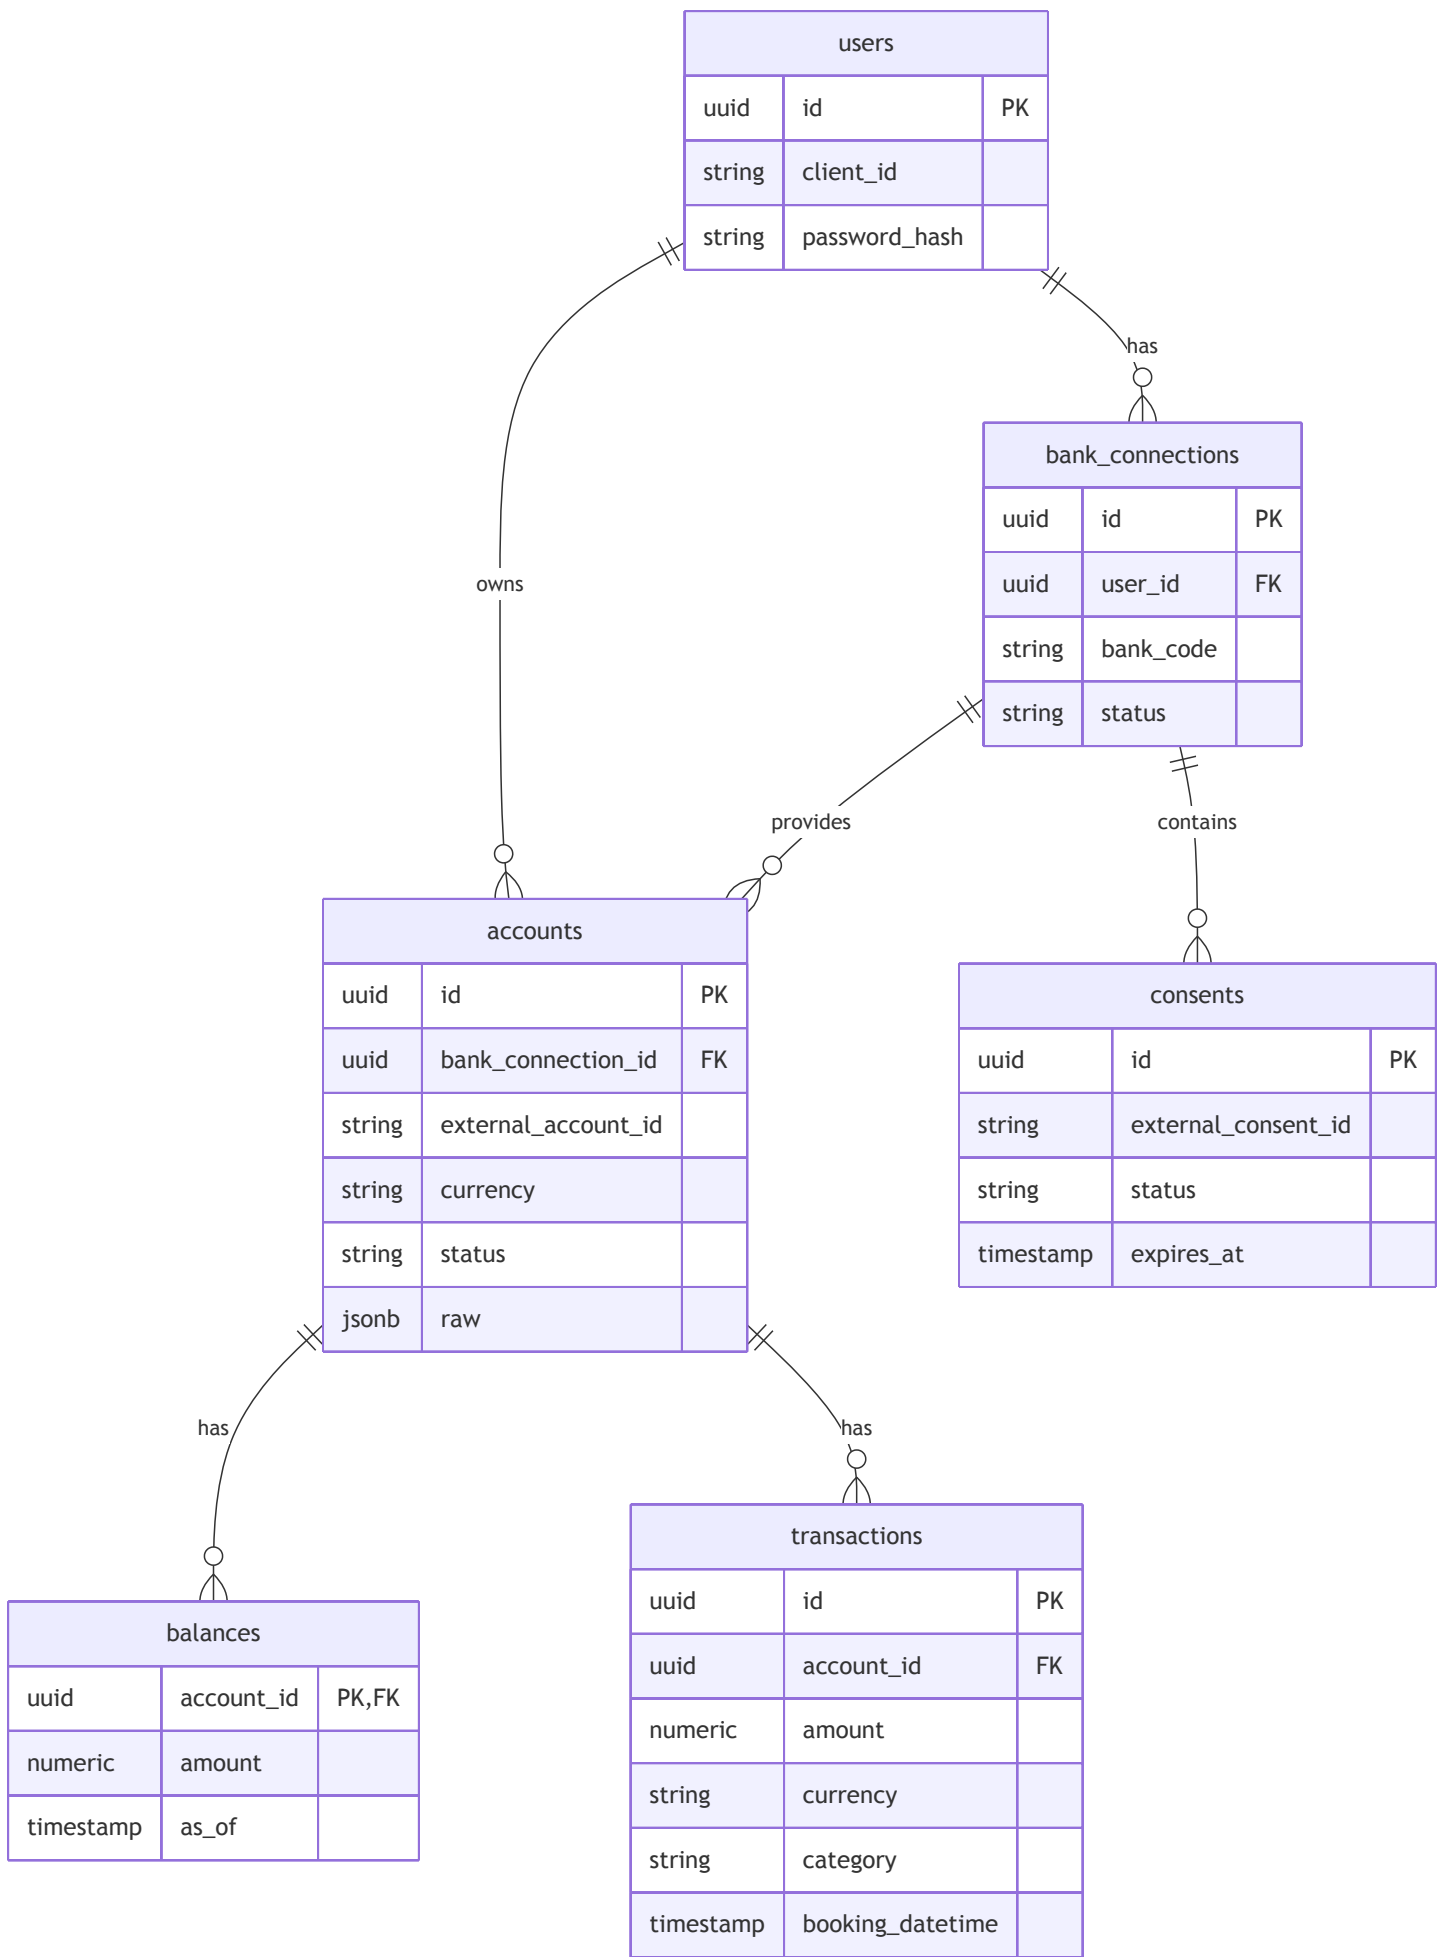 users
uuid id PK
string client_id
string password_hash
has
bank_connections
uuid id PK
uuid user_id FK
string bank_code
string status
owns
provides
contains
accounts
uuid id PK
uuid bank_connection_id FK
string external_account_id
string currency
string status
jsonb raw
consents
uuid id PK
string external_consent_id
string status
timestamp expires_at
has
has
balances
uuid account_id PK,FK
numeric amount
timestamp as_of
transactions
uuid id PK
uuid account_id FK
numeric amount
string currency
string category
timestamp booking_datetime